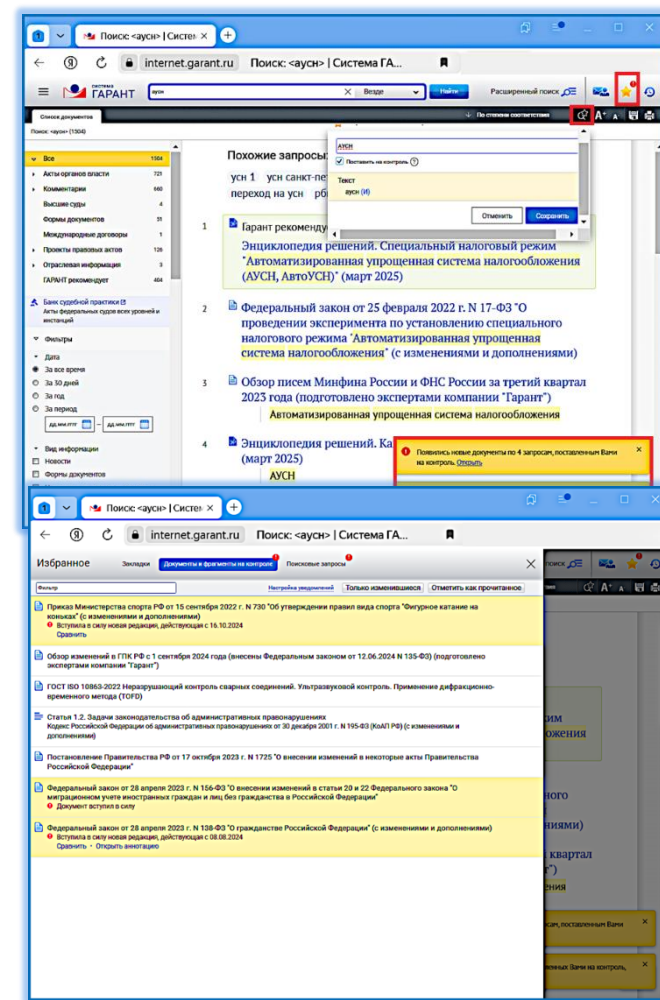 1
Поиск: <аусн> | Систем ×
+
internet.garant.ru Поиск: <аусн> | Система ГА...
СИСТЕМА
ГАРАНТ
аусн
Везде
Найти
Расширенный поиск
Список документов
По степени соответствия
Поиск: <аусн> (1304)
Все 1304
Акты органов власти 721
Комментарии 660
Высшие суды 4
Формы документов 31
Международные договоры 1
Проекты правовых актов 126
Отраслевая информация 3
ГАРАНТ рекомендует 464
Банк судебной практики
Акты федеральных судов всех уровней и
инстанций
Фильтры
Дата
За все время
За 30 дней
За год
За период
дд.мм.гггг – дд.мм.гггг
Вид информации
Новости
Формы документов
Похожие запросы:
усн 1 усн санкт-пе
переход на усн
АУСН
Поставить на контроль
Текст
аусн (И)
Отменить
Сохранить
1
Гарант рекоменду
Энциклопедия решений. Специальный налоговый режим
"Автоматизированная упрощенная система налогообложения
(АУСН, АвтоУСН)" (март 2025)
2
Федеральный закон от 25 февраля 2022 г. N 17-ФЗ "О
проведении эксперимента по установлению специального
налогового режима "Автоматизированная упрощенная
система налогообложения" (с изменениями и дополнениями)
3
Обзор писем Минфина России и ФНС России за третий квартал
2023 года (подготовлено экспертами компании "Гарант")
Автоматизированная упрощенная система налогообложения
4
Энциклопедия решений. Ка
(март 2025)
АУСН
Появились новые документы по 4 запросам, поставленным Вами
на контроль. Открыть
1
Поиск: <аусн> | Систем ×
+
internet.garant.ru Поиск: <аусн> | Система ГА...
Избранное
Закладки
Документы и фрагменты на контроле
Поисковые запросы
Фильтр
Настройка уведомлений
Только изменившиеся
Отметить как прочитанное
Приказ Министерства спорта РФ от 15 сентября 2022 г. N 730 "Об утверждении правил вида спорта "Фигурное катание на
коньках" (с изменениями и дополнениями)
Вступила в силу новая редакция, действующая с 16.10.2024
Сравнить
Обзор изменений в ГПК РФ с 1 сентября 2024 года (внесены Федеральным законом от 12.06.2024 N 135-ФЗ) (подготовлено
экспертами компании "Гарант")
ГОСТ ISO 10863-2022 Неразрушающий контроль сварных соединений. Ультразвуковой контроль. Применение дифракционно-
временного метода (TOFD)
Статья 1.2. Задачи законодательства об административных правонарушениях
Кодекс Российской Федерации об административных правонарушениях от 30 декабря 2001 г. N 195-ФЗ (КоАП РФ) (с изменениями и
дополнениями)
Постановление Правительства РФ от 17 октября 2023 г. N 1725 "О внесении изменений в некоторые акты Правительства
Российской Федерации"
Федеральный закон от 28 апреля 2023 г. N 156-ФЗ "О внесении изменений в статьи 20 и 22 Федерального закона "О
миграционном учете иностранных граждан и лиц без гражданства в Российской Федерации"
Документ вступил в силу
Федеральный закон от 28 апреля 2023 г. N 138-ФЗ "О гражданстве Российской Федерации" (с изменениями и дополнениями)
Вступила в силу новая редакция, действующая с 08.08.2024
Сравнить • Открыть аннотацию